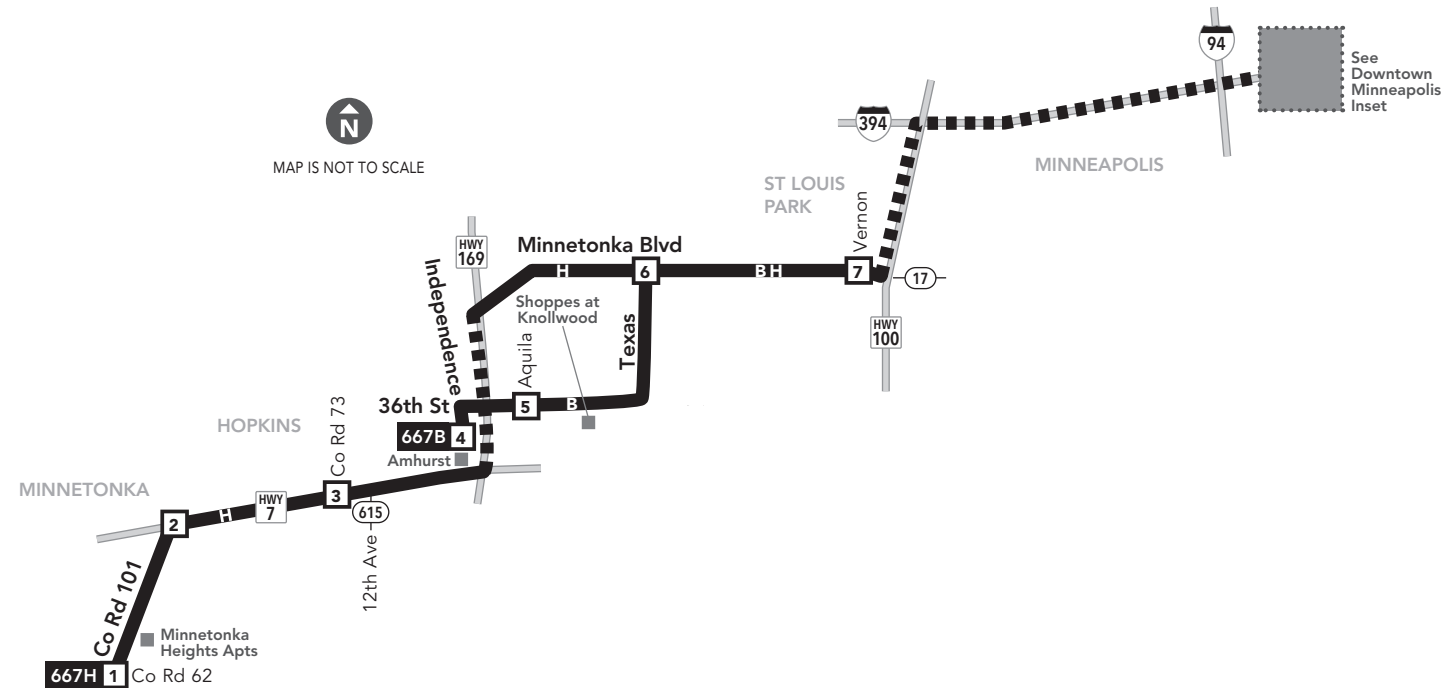 94
See
Downtown
Minneapolis
Inset
N
MAP IS NOT TO SCALE
394
MINNEAPOLIS
ST LOUIS
PARK
Vernon
HWY
169
Minnetonka Blvd
H
6
B H
7
17
Independence
Shoppes at
Knollwood
Aquila
Texas
HWY
100
36th St
5
B
HOPKINS
Co Rd 73
667B 4
Amhurst
MINNETONKA
2
H
HWY
7
3
615
12th Ave
Co Rd 101
Minnetonka
Heights Apts
667H 1 Co Rd 62